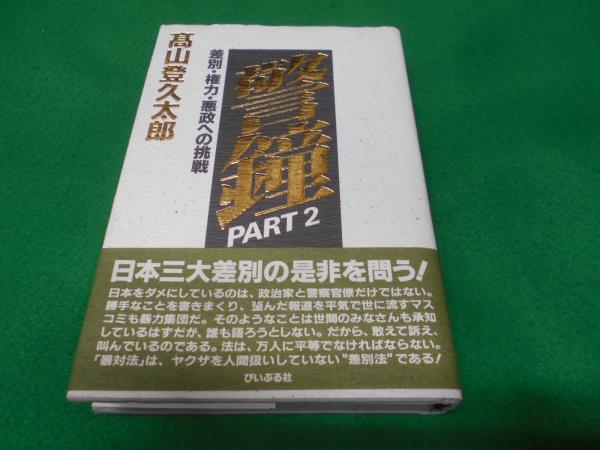 髙山登久太郎
警鐘
PART 2
差別・権力・悪政への挑戦
日本三大差別の是非を問う！
日本をダメにしているのは、政治家と警察官僚だけではない。
勝手なことを書きまくり、歪んだ報道を平気で世に流すマス
コミも暴力集団だ。そのようなことは世間のみなさんも承知
しているはずだが、誰も語ろうとしない。だから、敢えて訴え、
叫んでいるのである。法は、万人に平等でなければならない。
「暴対法」は、ヤクザを人間扱いしていない“差別法”である！
ぴいぷる社